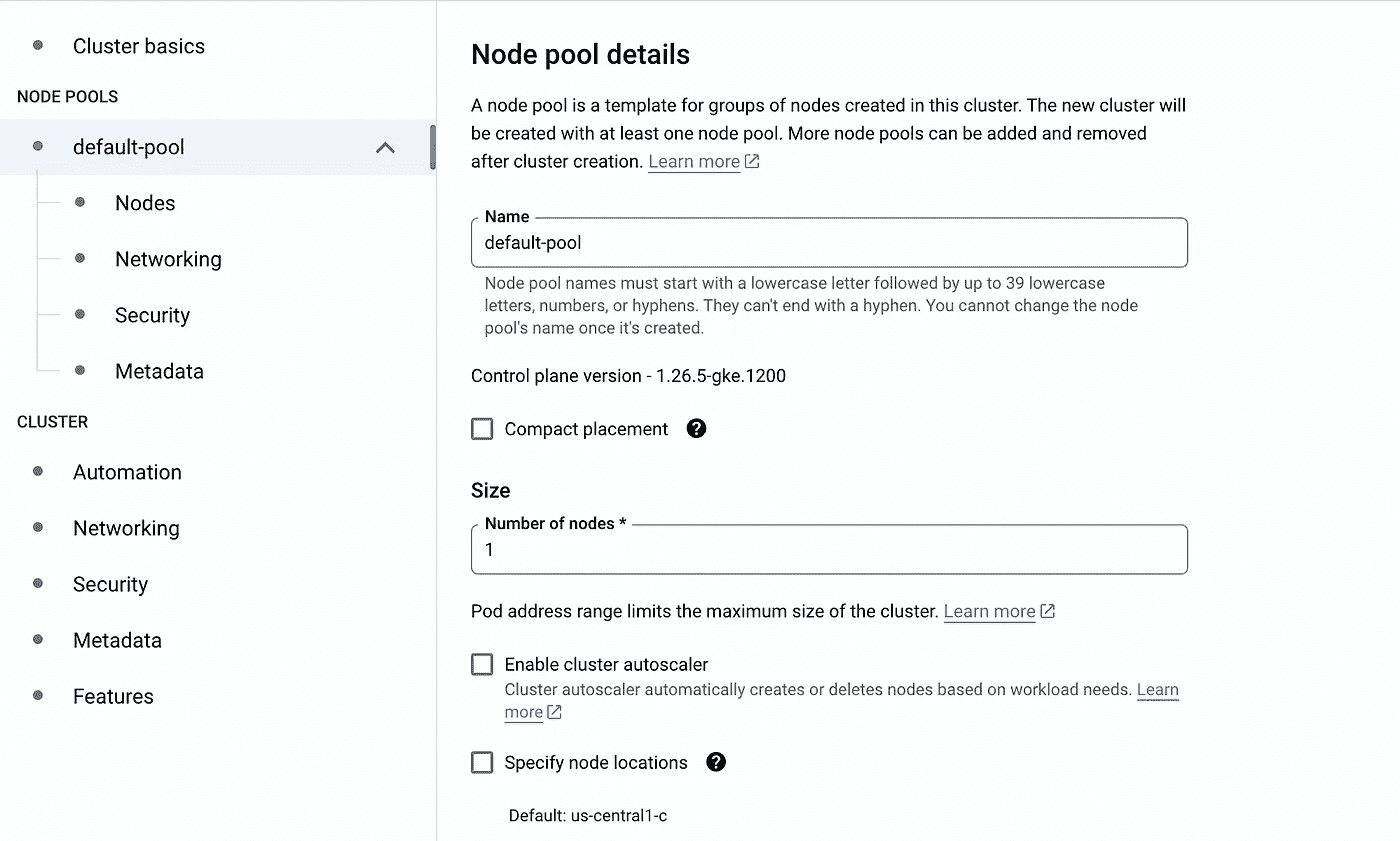 Cluster basics
NODE POOLS
default-pool
Nodes
Networking
Security
Metadata
CLUSTER
Automation
Networking
Security
Metadata
Features
Node pool details
A node pool is a template for groups of nodes created in this cluster. The new cluster will
be created with at least one node pool. More node pools can be added and removed
after cluster creation. Learn more
Name
default-pool
Node pool names must start with a lowercase letter followed by up to 39 lowercase
letters, numbers, or hyphens. They can't end with a hyphen. You cannot change the node
pool's name once it's created.
Control plane version - 1.26.5-gke.1200
Compact placement
Size
Number of nodes *
1
Pod address range limits the maximum size of the cluster. Learn more
Enable cluster autoscaler
Cluster autoscaler automatically creates or deletes nodes based on workload needs. Learn
more
Specify node locations
Default: us-central1-c